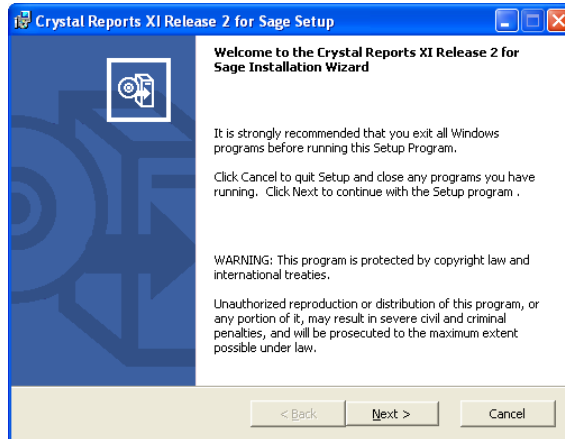 Crystal Reports XI Release 2 for Sage Setup
Welcome to the Crystal Reports XI Release 2 for
Sage Installation Wizard
It is strongly recommended that you exit all Windows
programs before running this Setup Program.
Click Cancel to quit Setup and close any programs you have
running. Click Next to continue with the Setup program .
WARNING: This program is protected by copyright law and
international treaties.
Unauthorized reproduction or distribution of this program, or
any portion of it, may result in severe civil and criminal
penalties, and will be prosecuted to the maximum extent
possible under law.
< Back Next > Cancel